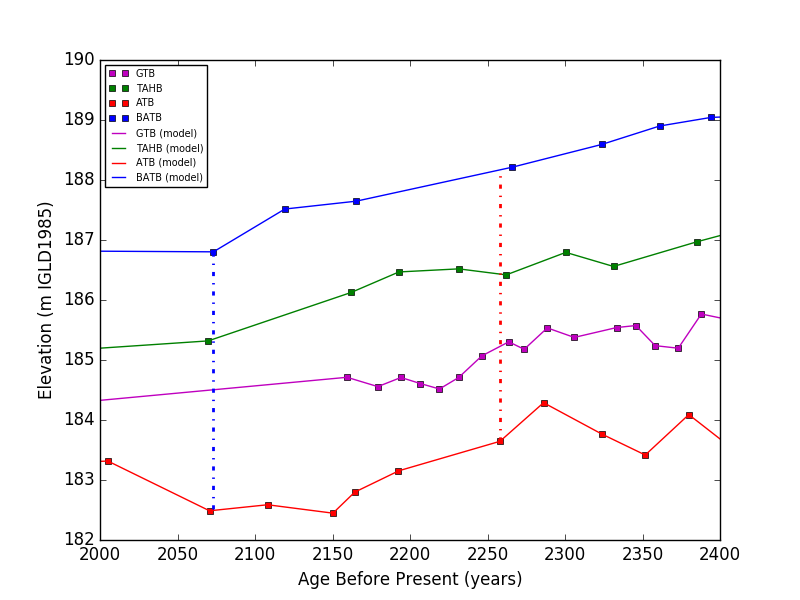 190
189
188
187
186
185
184
183
182
Elevation (m IGLD1985)
GTB
TAHB
ATB
BATB
GTB (model)
TAHB (model)
ATB (model)
BATB (model)
2000 2050 2100 2150 2200 2250 2300 2350 2400
Age Before Present (years)